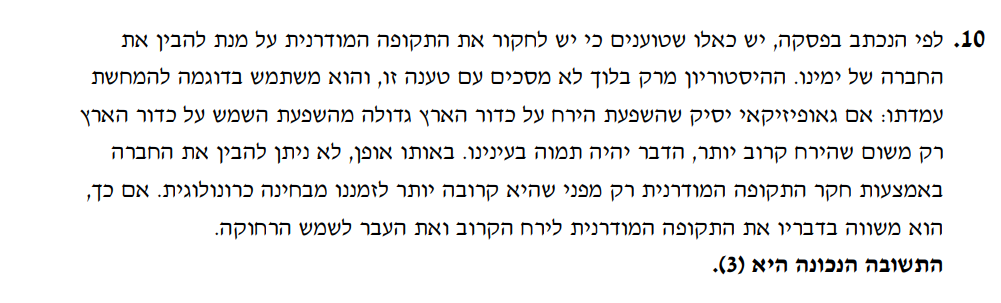 10. לפי הנכתב בפסקה, יש כאלו שטוענים כי יש לחקור את התקופה המודרנית על מנת להבין את
החברה של ימינו. ההיסטוריון מרק בלוך לא מסכים עם טענה זו, והוא משתמש בדוגמה להמחשת
עמדתו: אם גאופיזיקאי יסיק שהשפעת הירח על כדור הארץ גדולה מהשפעת השמש על כדור הארץ
רק משום שהירח קרוב יותר, הדבר יהיה תמוה בעינינו. באותו אופן, לא ניתן להבין את החברה
באמצעות חקר התקופה המודרנית רק מפני שהיא קרובה יותר לזמננו מבחינה כרונולוגית. אם כך,
הוא משווה בדבריו את התקופה המודרנית לירח הקרוב ואת העבר לשמש הרחוקה.
התשובה הנכונה היא (3).